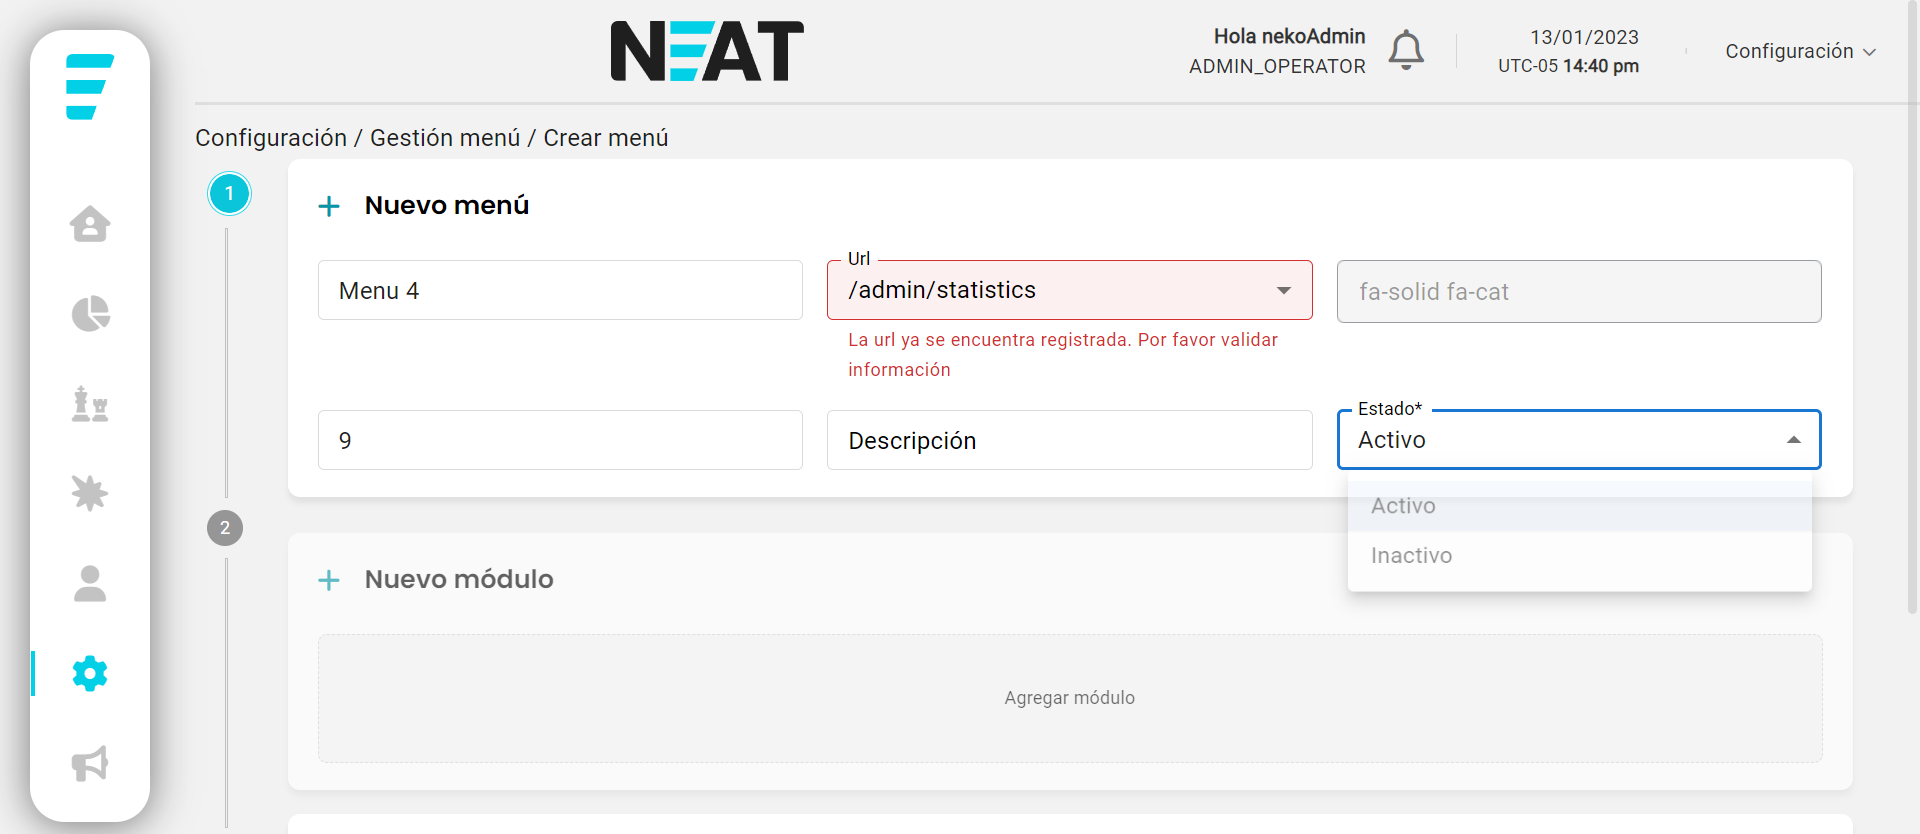 NEAT
Hola nekoAdmin
ADMIN_OPERATOR
13/01/2023
UTC-05 14:40 pm
Configuración
Configuración / Gestión menú / Crear menú
1
Nuevo menú
Menu 4
Url
/admin/statistics
fa-solid fa-cat
La url ya se encuentra registrada. Por favor validar
información
9
Descripción
Estado*
Activo
Activo
Inactivo
2
Nuevo módulo
Agregar módulo